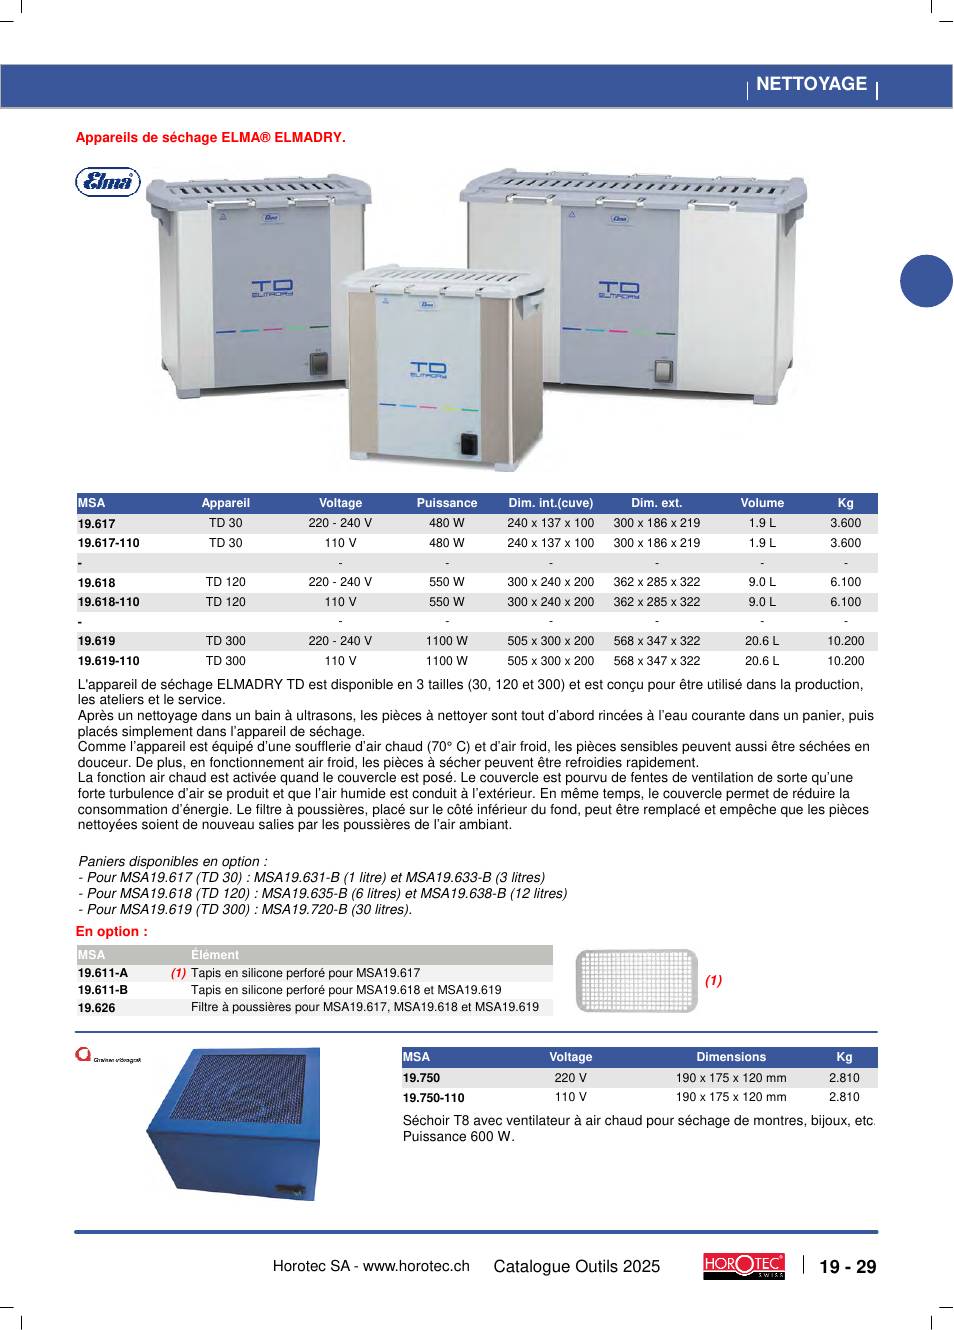 NETTOYAGE
Appareils de séchage ELMA® ELMADRY.
Elma
TD
ELMADRY
TD
ELMADRY
TD
ELMADRY
MSA Appareil Voltage Puissance Dim. int.(cuve) Dim. ext. Volume Kg
19.617 TD 30 220 - 240 V 480 W 240 x 137 x 100 300 x 186 x 219 1.9 L 3.600
19.617-110 TD 30 110 V 480 W 240 x 137 x 100 300 x 186 x 219 1.9 L 3.600
- - - - - - -
19.618 TD 120 220 - 240 V 550 W 300 x 240 x 200 362 x 285 x 322 9.0 L 6.100
19.618-110 TD 120 110 V 550 W 300 x 240 x 200 362 x 285 x 322 9.0 L 6.100
- - - - - - -
19.619 TD 300 220 - 240 V 1100 W 505 x 300 x 200 568 x 347 x 322 20.6 L 10.200
19.619-110 TD 300 110 V 1100 W 505 x 300 x 200 568 x 347 x 322 20.6 L 10.200
L'appareil de séchage ELMADRY TD est disponible en 3 tailles (30, 120 et 300) et est conçu pour être utilisé dans la production,
les ateliers et le service.
Après un nettoyage dans un bain à ultrasons, les pièces à nettoyer sont tout d'abord rincées à l'eau courante dans un panier, puis
placés simplement dans l'appareil de séchage.
Comme l'appareil est équipé d'une soufflerie d'air chaud (70° C) et d'air froid, les pièces sensibles peuvent aussi être séchées en
douceur. De plus, en fonctionnement air froid, les pièces à sécher peuvent être refroidies rapidement.
La fonction air chaud est activée quand le couvercle est posé. Le couvercle est pourvu de fentes de ventilation de sorte qu'une
forte turbulence d'air se produit et que l'air humide est conduit à l'extérieur. En même temps, le couvercle permet de réduire la
consommation d'énergie. Le filtre à poussières, placé sur le côté inférieur du fond, peut être remplacé et empêche que les pièces
nettoyées soient de nouveau salies par les poussières de l'air ambiant.
Paniers disponibles en option :
- Pour MSA19.617 (TD 30) : MSA19.631-B (1 litre) et MSA19.633-B (3 litres)
- Pour MSA19.618 (TD 120) : MSA19.635-B (6 litres) et MSA19.638-B (12 litres)
- Pour MSA19.619 (TD 300) : MSA19.720-B (30 litres).
En option :
MSA Élément
19.611-A (1) Tapis en silicone perforé pour MSA19.617
19.611-B Tapis en silicone perforé pour MSA19.618 et MSA19.619
19.626 Filtre à poussières pour MSA19.617, MSA19.618 et MSA19.619
(1)
Greiner vibrograf
MSA Voltage Dimensions Kg
19.750 220 V 190 x 175 x 120 mm 2.810
19.750-110 110 V 190 x 175 x 120 mm 2.810
Séchoir T8 avec ventilateur à air chaud pour séchage de montres, bijoux, etc.
Puissance 600 W.
Horotec SA - www.horotec.ch Catalogue Outils 2025 HOROTEC® SWISS 19 - 29